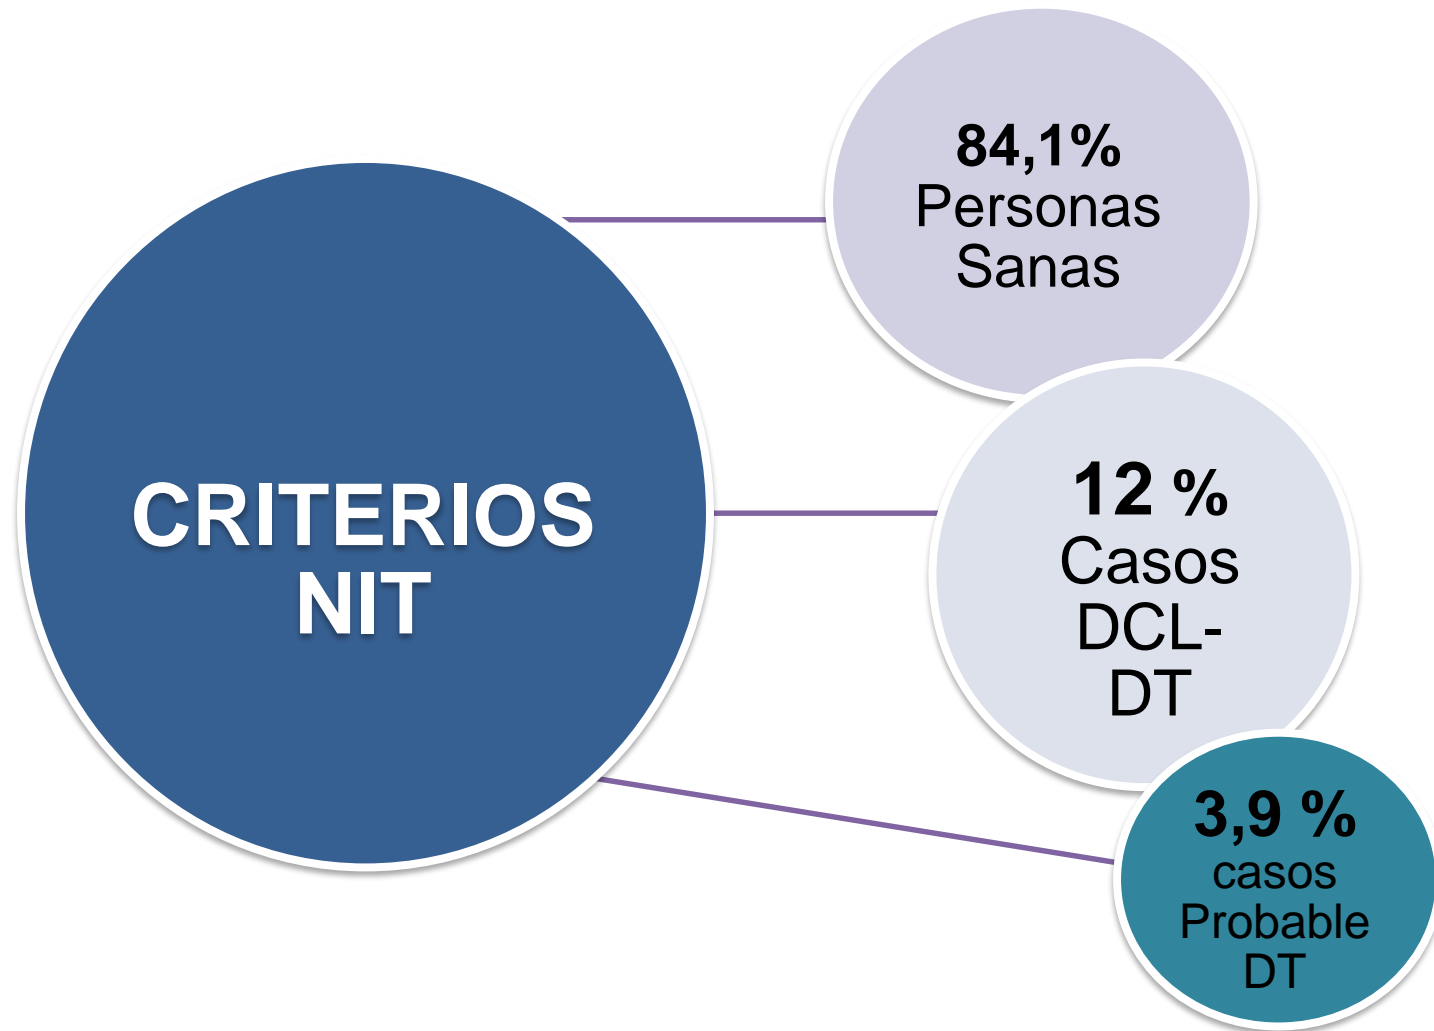 84,1%
Personas
Sanas
CRITERIOS
NIT
12 %
Casos
DCL-
DT
3,9 %
casos
Probable
DT